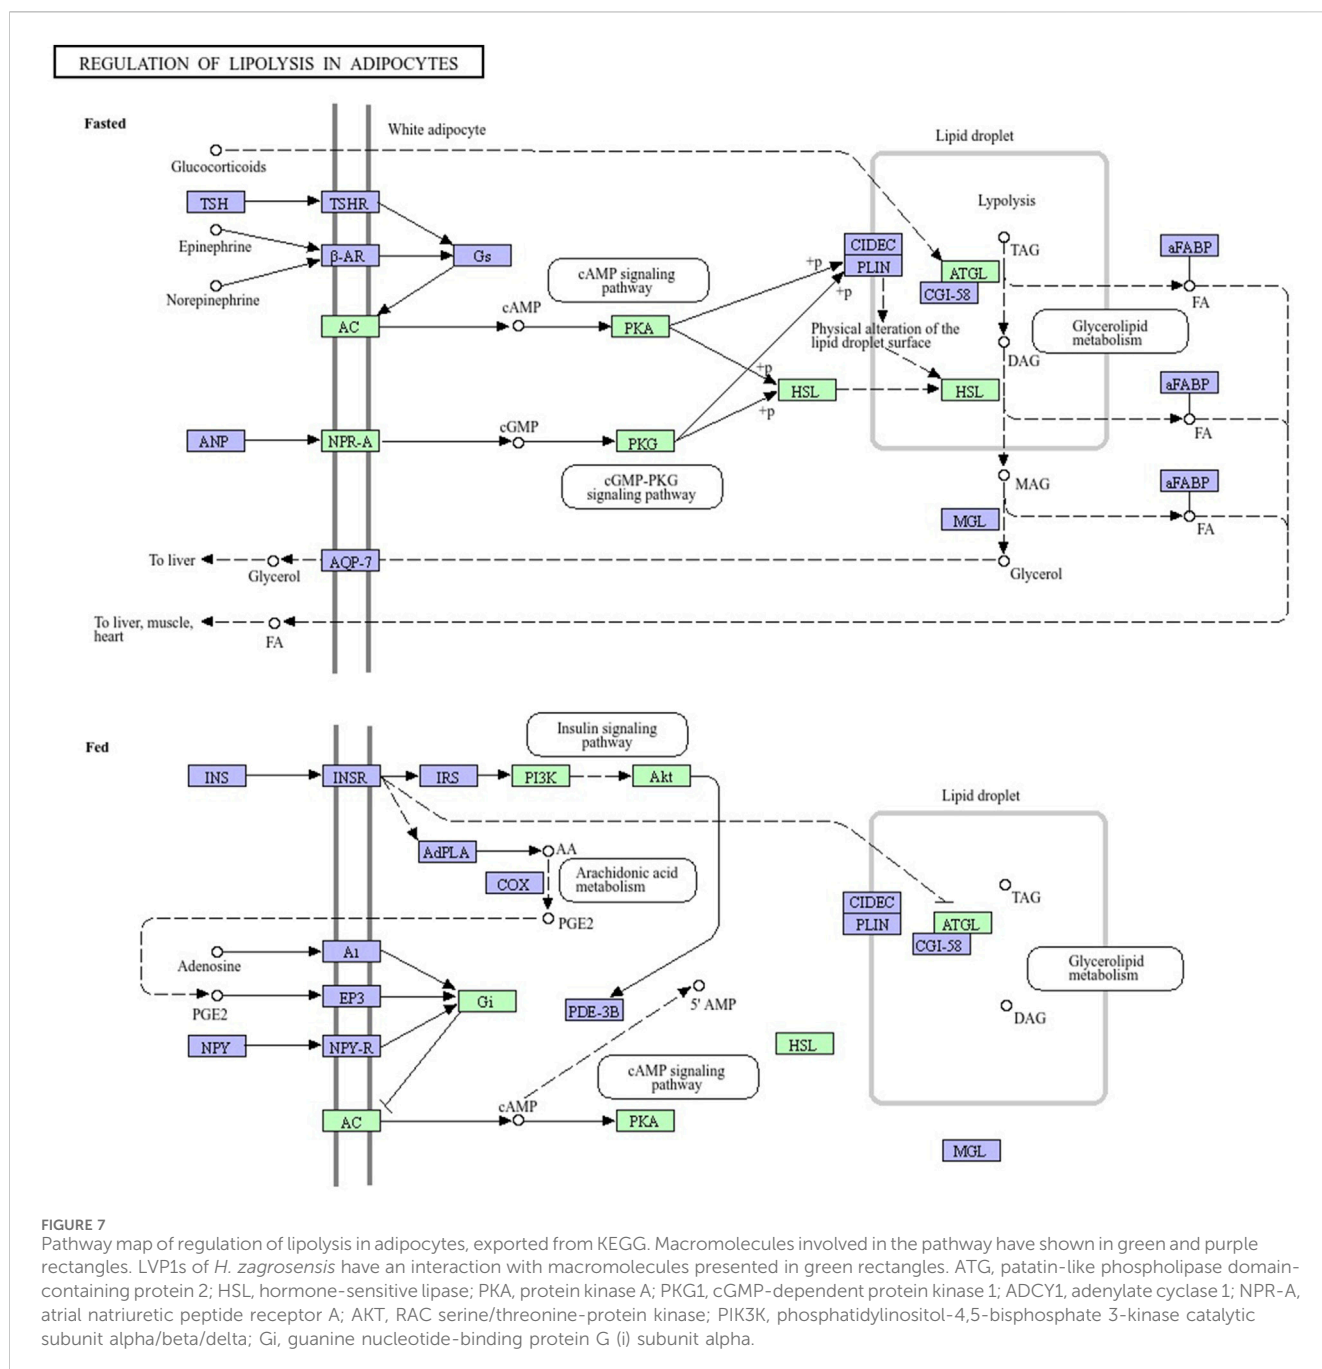 REGULATION OF LIPOLYSIS IN ADIPOCYTES
Fasted
White adipocyte
Lipid droplet
Glucocorticoids
Lypolysis
TSH
TSHR
Epinephrine
β-AR
Gs
Norepinephrine
cAMP signaling
pathway
+p
+p
CIDEC
PLIN
ATGL
CGI-58
TAG
aFABP
FA
AC
cAMP
PKA
Physical alteration of the
lipid droplet surface
DAG
Glycerolipid
metabolism
+p
+p
HSL
HSL
aFABP
FA
ANP
NPR-A
cGMP
PKG
cGMP-PKG
signaling pathway
MAG
aFABP
FA
MGL
To liver
Glycerol
AQP-7
Glycerol
To liver, muscle,
heart
FA
Fed
Insulin signaling
pathway
INS
INSR
IRS
PI3K
Akt
Lipid droplet
AdPLA
AA
COX
Arachidonic acid
metabolism
PGE2
TAG
CIDEC
PLIN
ATGL
CGI-58
Glycerolipid
metabolism
Adenosine
A1
PGE2
EP3
Gi
PDE-3B
5' AMP
DAG
NPY
NPY-R
HSL
cAMP signaling
pathway
AC
cAMP
PKA
MGL
FIGURE 7
Pathway map of regulation of lipolysis in adipocytes, exported from KEGG. Macromolecules involved in the pathway have shown in green and purple
rectangles. LVP1s of H. zagrosensis have an interaction with macromolecules presented in green rectangles. ATG, patatin-like phospholipase domain-
containing protein 2; HSL, hormone-sensitive lipase; PKA, protein kinase A; PKG1, cGMP-dependent protein kinase 1; ADCY1, adenylate cyclase 1; NPR-A,
atrial natriuretic peptide receptor A; AKT, RAC serine/threonine-protein kinase; PIK3K, phosphatidylinositol-4,5-bisphosphate 3-kinase catalytic
subunit alpha/beta/delta; Gi, guanine nucleotide-binding protein G (i) subunit alpha.